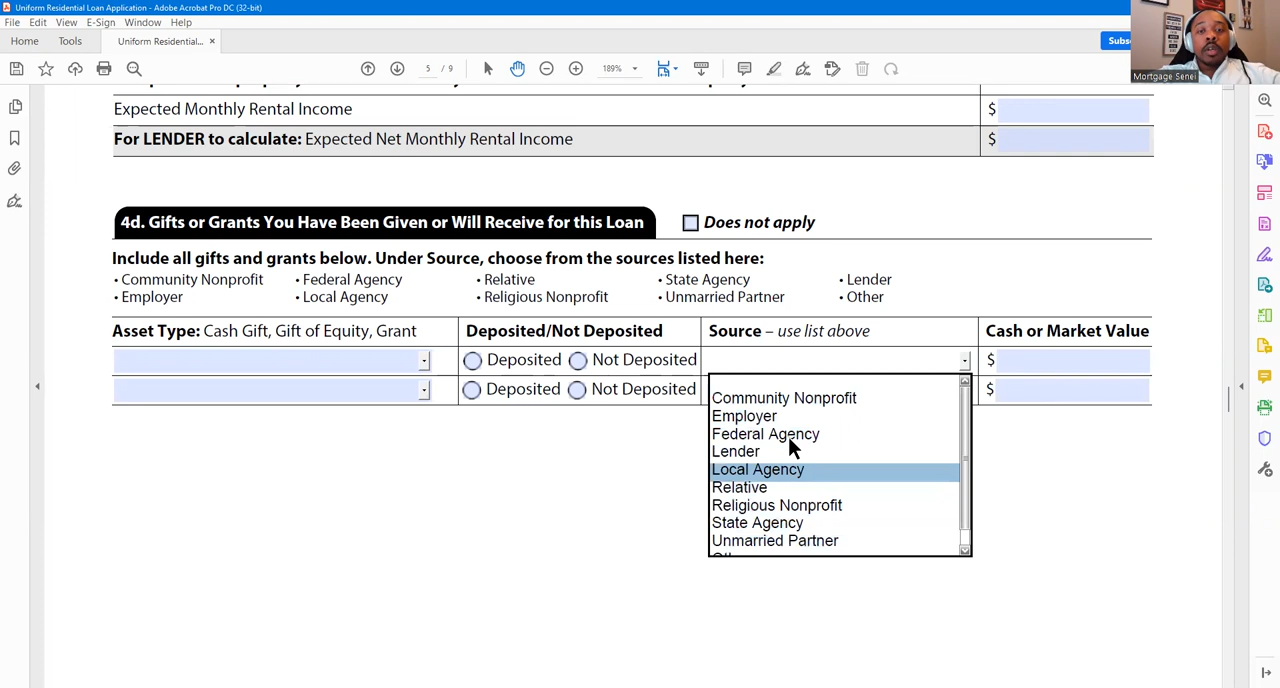 Uniform Residential Loan Application - Adobe Acrobat Pro DC (32-bit)
File Edit View E-Sign Window Help
Home Tools Uniform Residential... ×
Subs
Mortgage Sensi
5 / 9 189%
Expected Monthly Rental Income $
For LENDER to calculate: Expected Net Monthly Rental Income $
4d. Gifts or Grants You Have Been Given or Will Receive for this Loan Does not apply
Include all gifts and grants below. Under Source, choose from the sources listed here:
• Community Nonprofit • Federal Agency • Relative • State Agency • Lender
• Employer • Local Agency • Religious Nonprofit • Unmarried Partner • Other
Asset Type: Cash Gift, Gift of Equity, Grant Deposited/Not Deposited Source – use list above Cash or Market Value
Deposited Not Deposited $
Deposited Not Deposited $
Community Nonprofit
Employer
Federal Agency
Lender
Local Agency
Relative
Religious Nonprofit
State Agency
Unmarried Partner